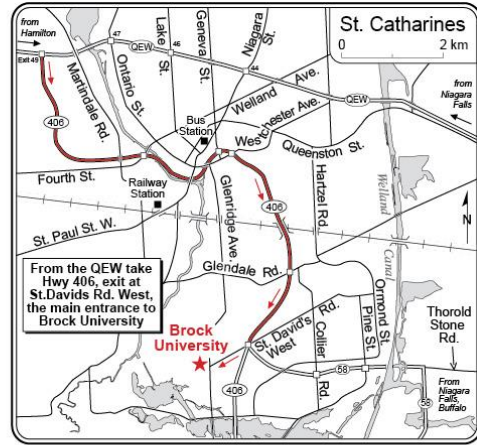 from
Hamilton
St. Catharines
0 2 km
Exit 49
47
46
QEW
44
QEW
from
Niagara
Falls
Martindale Rd.
Ontario St.
Lake St.
Geneva St.
Niagara St.
Bus
Station
Welland Ave.
Westchester Ave.
Queenston St.
406
Fourth St.
Railway
Station
St. Paul St. W.
Glenridge Ave.
406
Hartzel Rd.
Welland Canal
N
From the QEW take
Hwy 406, exit at
St.Davids Rd. West,
the main entrance to
Brock University
Glendale Rd.
Brock
University
St. David's Rd.
West
Collier Rd.
Pine St.
Ormond St.
Thorold
Stone
Rd.
406
58
58
From
Niagara
Falls,
Buffalo